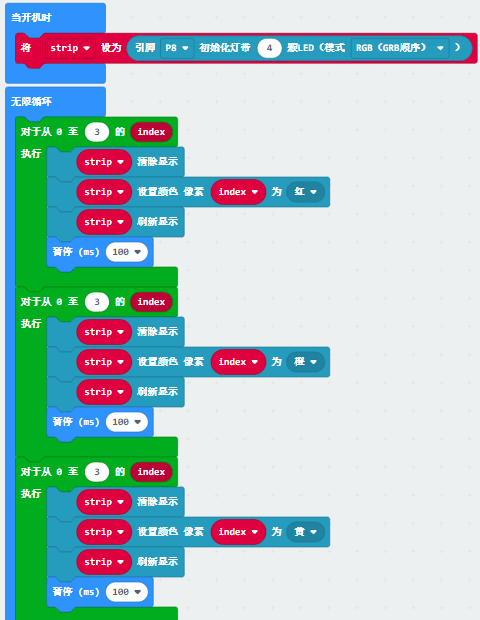 当开机时
将 strip 设为 引脚 P8 初始化灯带 4 颗LED（模式 RGB（GRB顺序） ）
无限循环
对于从 0 至 3 的 index
执行
strip 清除显示
strip 设置颜色 像素 index 为 红
strip 刷新显示
暂停 (ms) 100
对于从 0 至 3 的 index
执行
strip 清除显示
strip 设置颜色 像素 index 为 橙
strip 刷新显示
暂停 (ms) 100
对于从 0 至 3 的 index
执行
strip 清除显示
strip 设置颜色 像素 index 为 黄
strip 刷新显示
暂停 (ms) 100